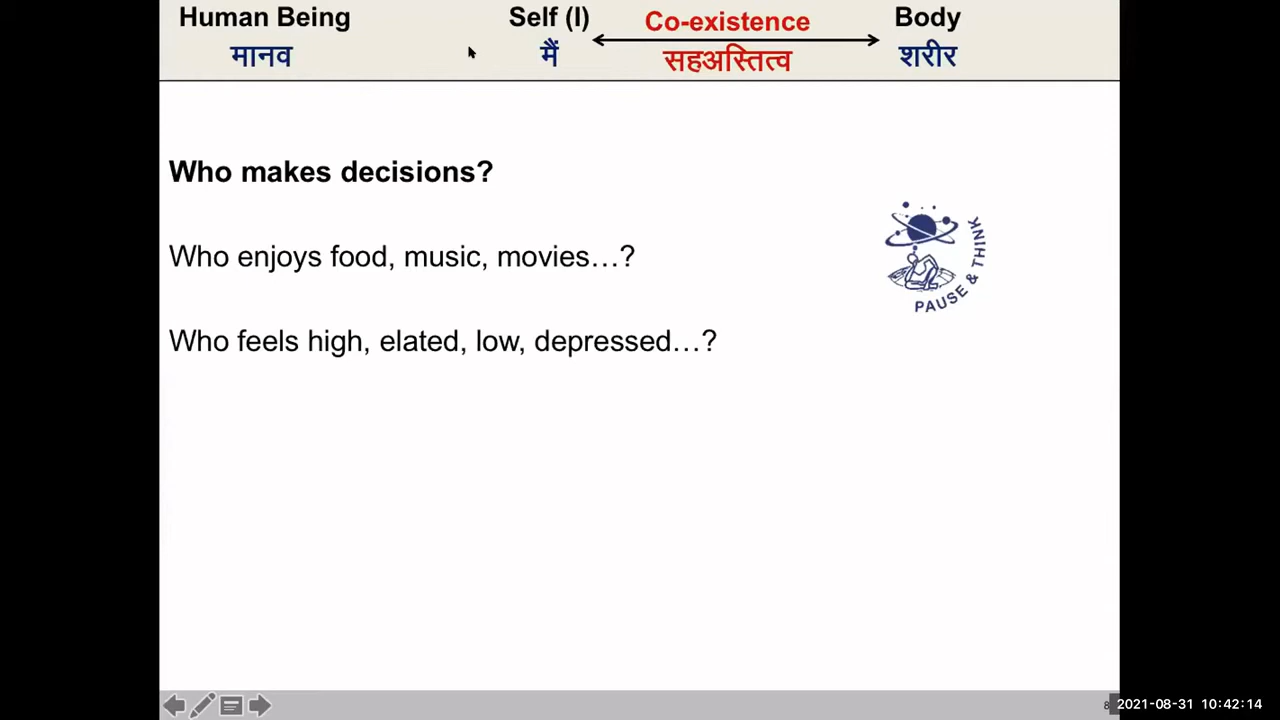 Human Being Self (I) Co-existence Body
मानव मैं सहअस्तित्व शरीर
Who makes decisions?
Who enjoys food, music, movies...?
PAUSE & THINK
Who feels high, elated, low, depressed...?
8
2021-08-31 10:42:14